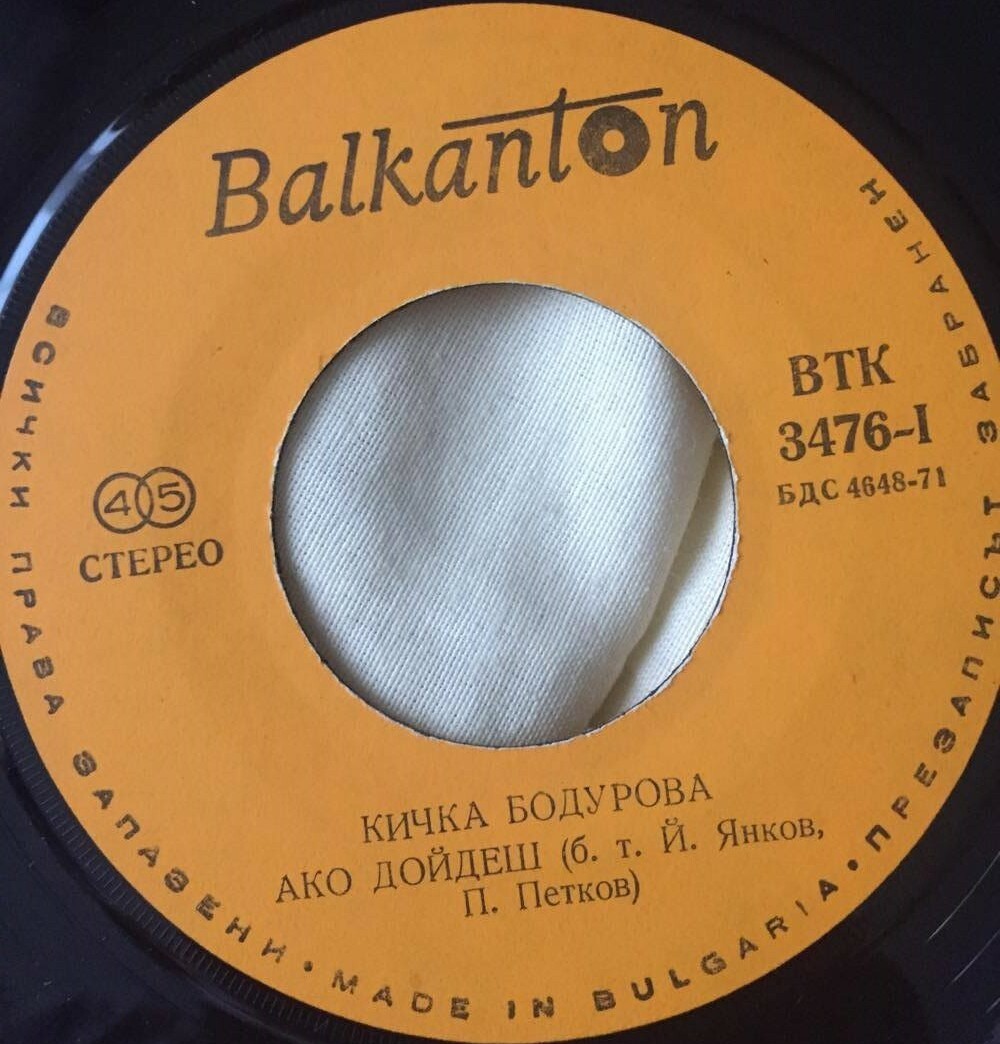 Balkanton
ВТК
3476-I
БДС 4648-71
45
СТЕРЕО
КИЧКА БОДУРОВА
АКО ДОЙДЕШ (б. т. Й. Янков,
П. Петков)
ВСИЧКИ ПРАВА ЗАПАЗЕНИ • MADE IN BULGARIA • ПРЕЗАПИСЪТ ЗАБРАНЕН